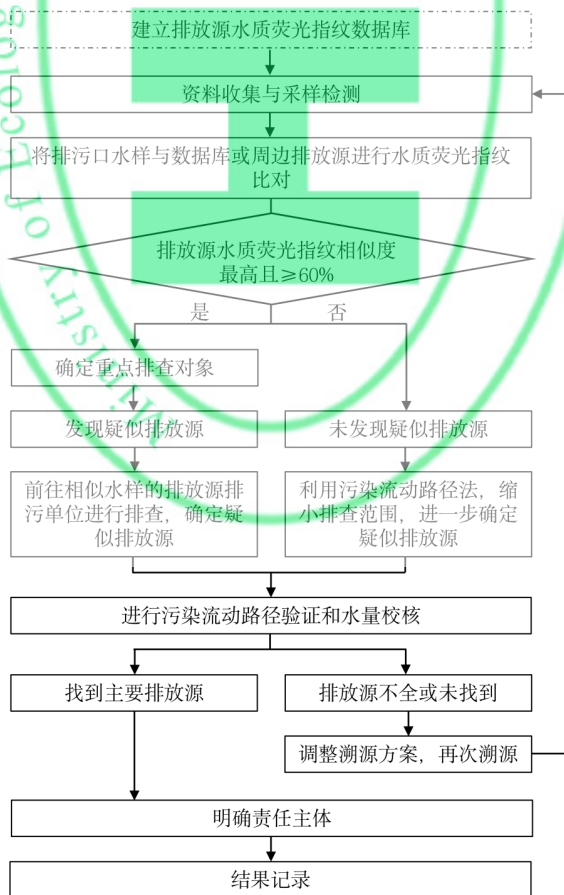 建立排放源水质荧光指纹数据库
资料收集与采样检测
将排污口水样与数据库或周边排放源进行水质荧光指纹
比对
排放源水质荧光指纹相似度
最高且≥60%
是
否
确定重点排查对象
发现疑似排放源
未发现疑似排放源
前往相似水样的排放源排
污单位进行排查，确定疑
似排放源
利用污染流动路径法，缩
小排查范围，进一步确定
疑似排放源
进行污染流动路径验证和水量校核
找到主要排放源
排放源不全或未找到
调整溯源方案，再次溯源
明确责任主体
结果记录
Ministry of Ecolog